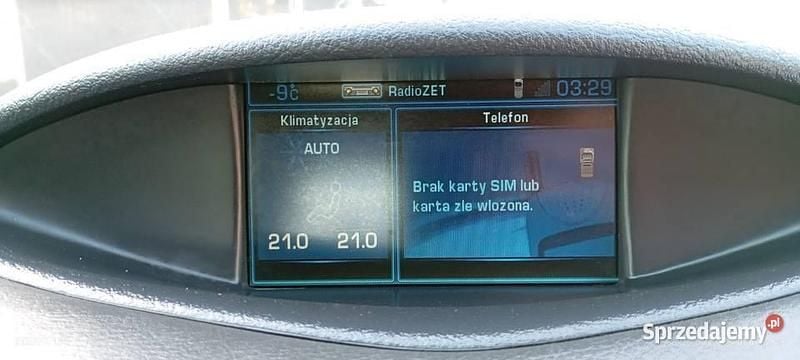 -9°C RadioZET 03:29
Klimatyzacja
AUTO
21.0 21.0
Telefon
Brak karty SIM lub
karta zle wlozona.
Sprzedajemy.pl